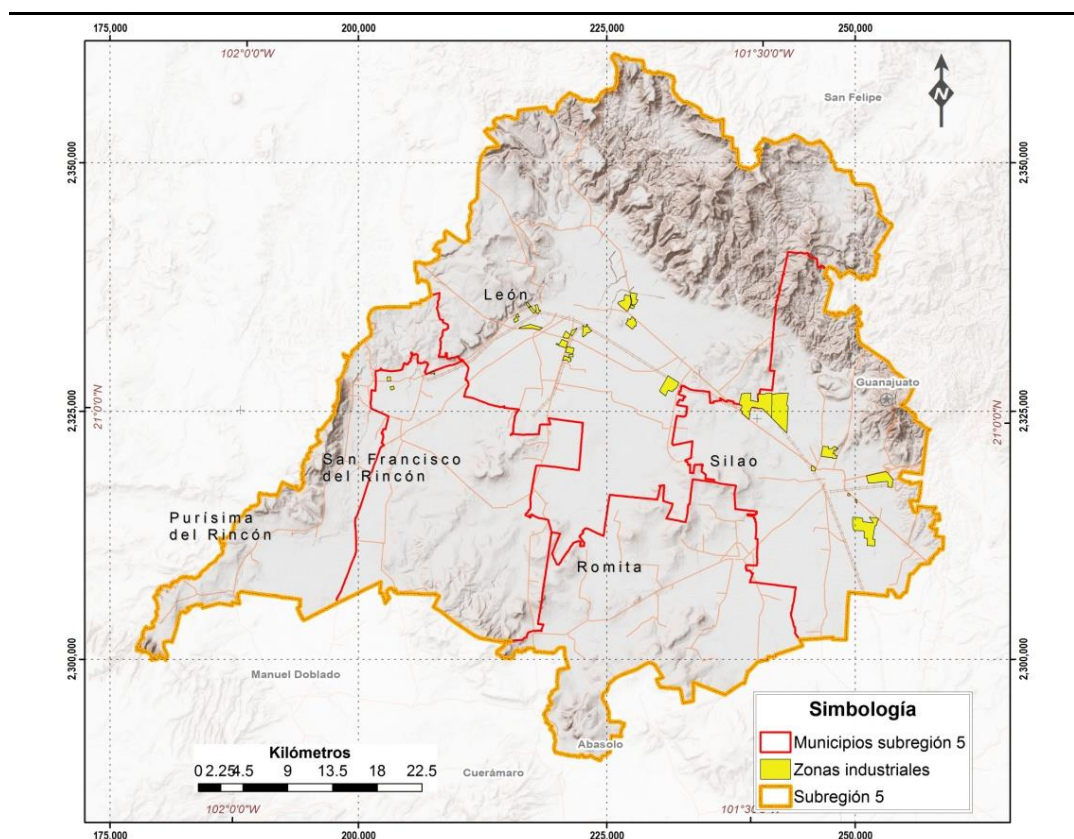 175,000 200,000 225,000 250,000
102°0'0"W 101°30'0"W
N
San Felipe
2,350,000 2,350,000
León
Guanajuato
2,325,000 2,325,000
21°0'0"N 21°0'0"N
San Francisco
del Rincón
Silao
Purísima
del Rincón
Romita
2,300,000 2,300,000
Manuel Doblado
Abasolo
Cuerámaro
Kilómetros
0 2.25 4.5 9 13.5 18 22.5
Simbología
Municipios subregión 5
Zonas industriales
Subregión 5
102°0'0"W 101°30
175,000 200,000 225,000 250,000